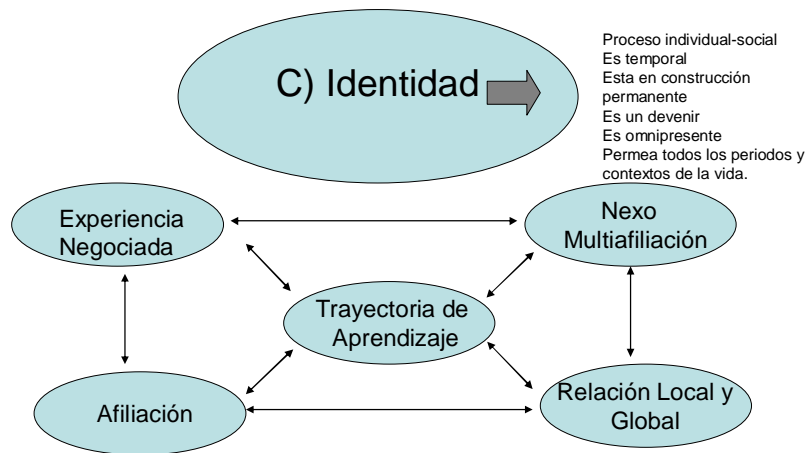 C) Identidad
Proceso individual-social
Es temporal
Esta en construcción
permanente
Es un devenir
Es omnipresente
Permea todos los periodos y
contextos de la vida.
Experiencia
Negociada
Nexo
Multiafiliación
Trayectoria de
Aprendizaje
Afiliación
Relación Local y
Global